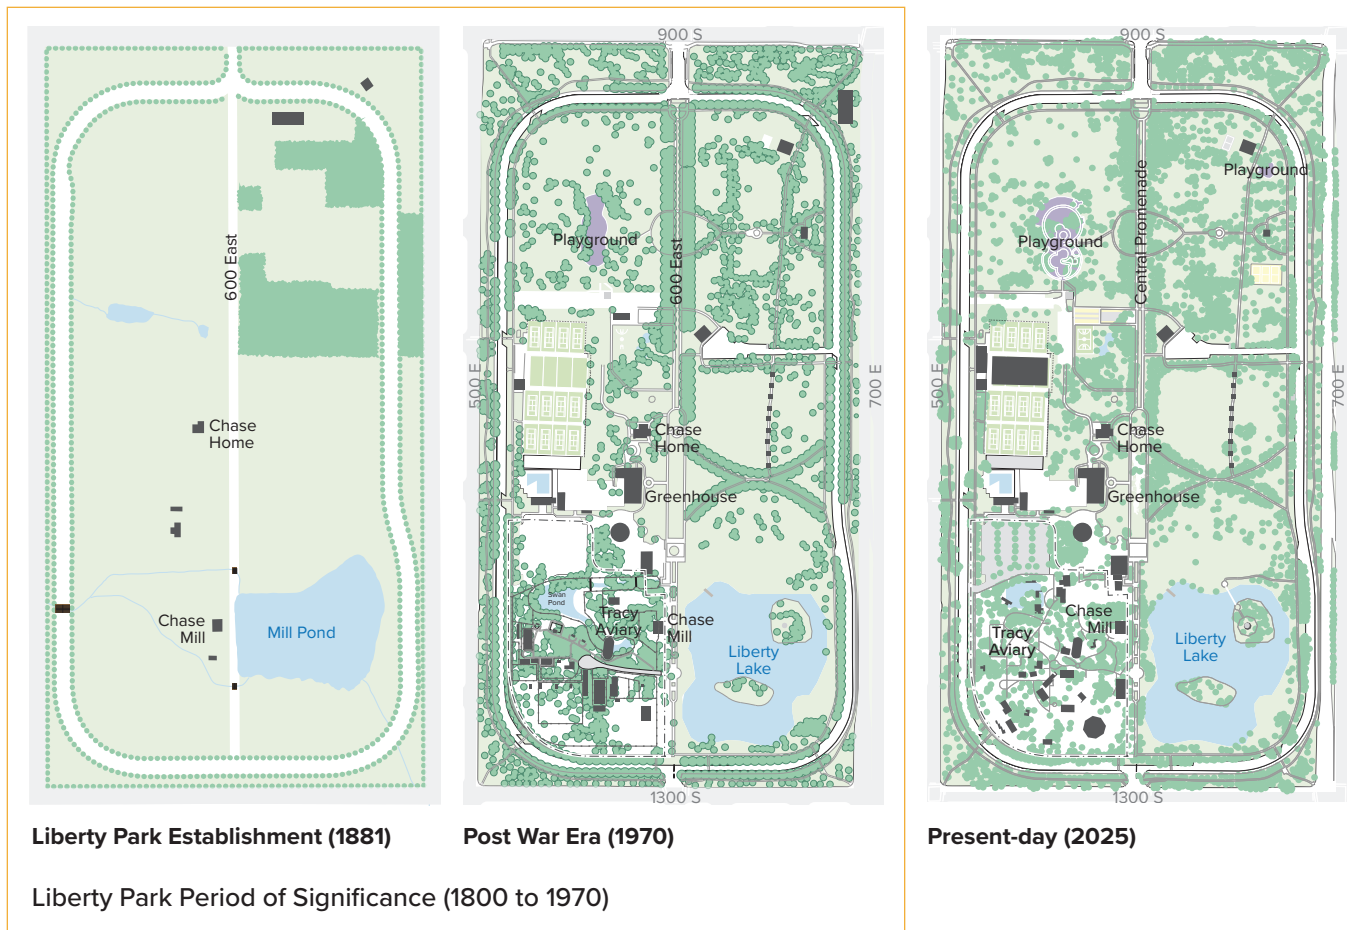 600 East
Chase
Home
Chase
Mill
Mill Pond
Liberty Park Establishment (1881)
900 S
Playground
600 East
500 E
700 E
Chase
Home
Greenhouse
Swan
Pond
Tracy
Aviary
Chase
Mill
Liberty
Lake
1300 S
Post War Era (1970)
Liberty Park Period of Significance (1800 to 1970)
900 S
Central Promenade
Playground
Playground
500 E
700 E
Chase
Home
Greenhouse
Chase
Mill
Tracy
Aviary
Liberty
Lake
1300 S
Present-day (2025)